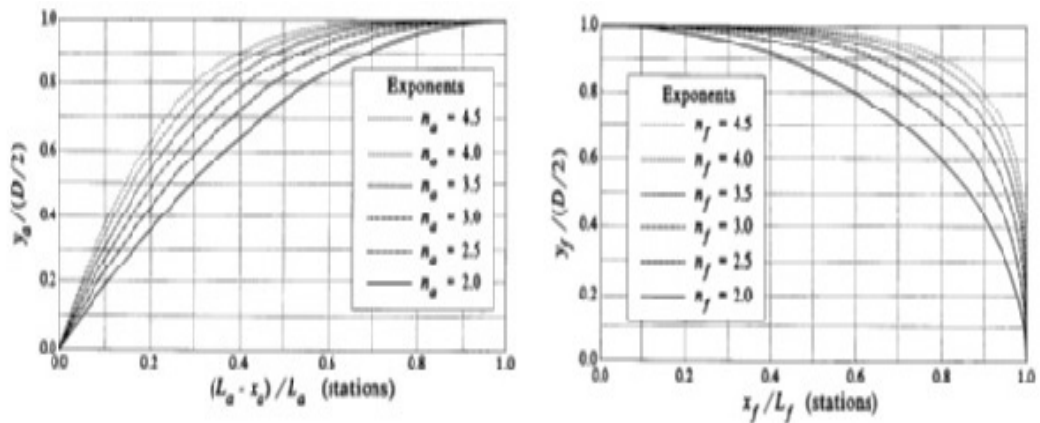 1.0
0.8
0.6
0.4
0.2
0.0
y_a/(D/2)
Exponents
n_a = 4.5
n_a = 4.0
n_a = 3.5
n_a = 3.0
n_a = 2.5
n_a = 2.0
0.0 0.2 0.4 0.6 0.8 1.0
(L_a - x_a)/L_a (stations)
1.0
0.8
0.6
0.4
0.2
0.0
y_f/(D/2)
Exponents
n_f = 4.5
n_f = 4.0
n_f = 3.5
n_f = 3.0
n_f = 2.5
n_f = 2.0
0.0 0.2 0.4 0.6 0.8 1.0
x_f/L_f (stations)